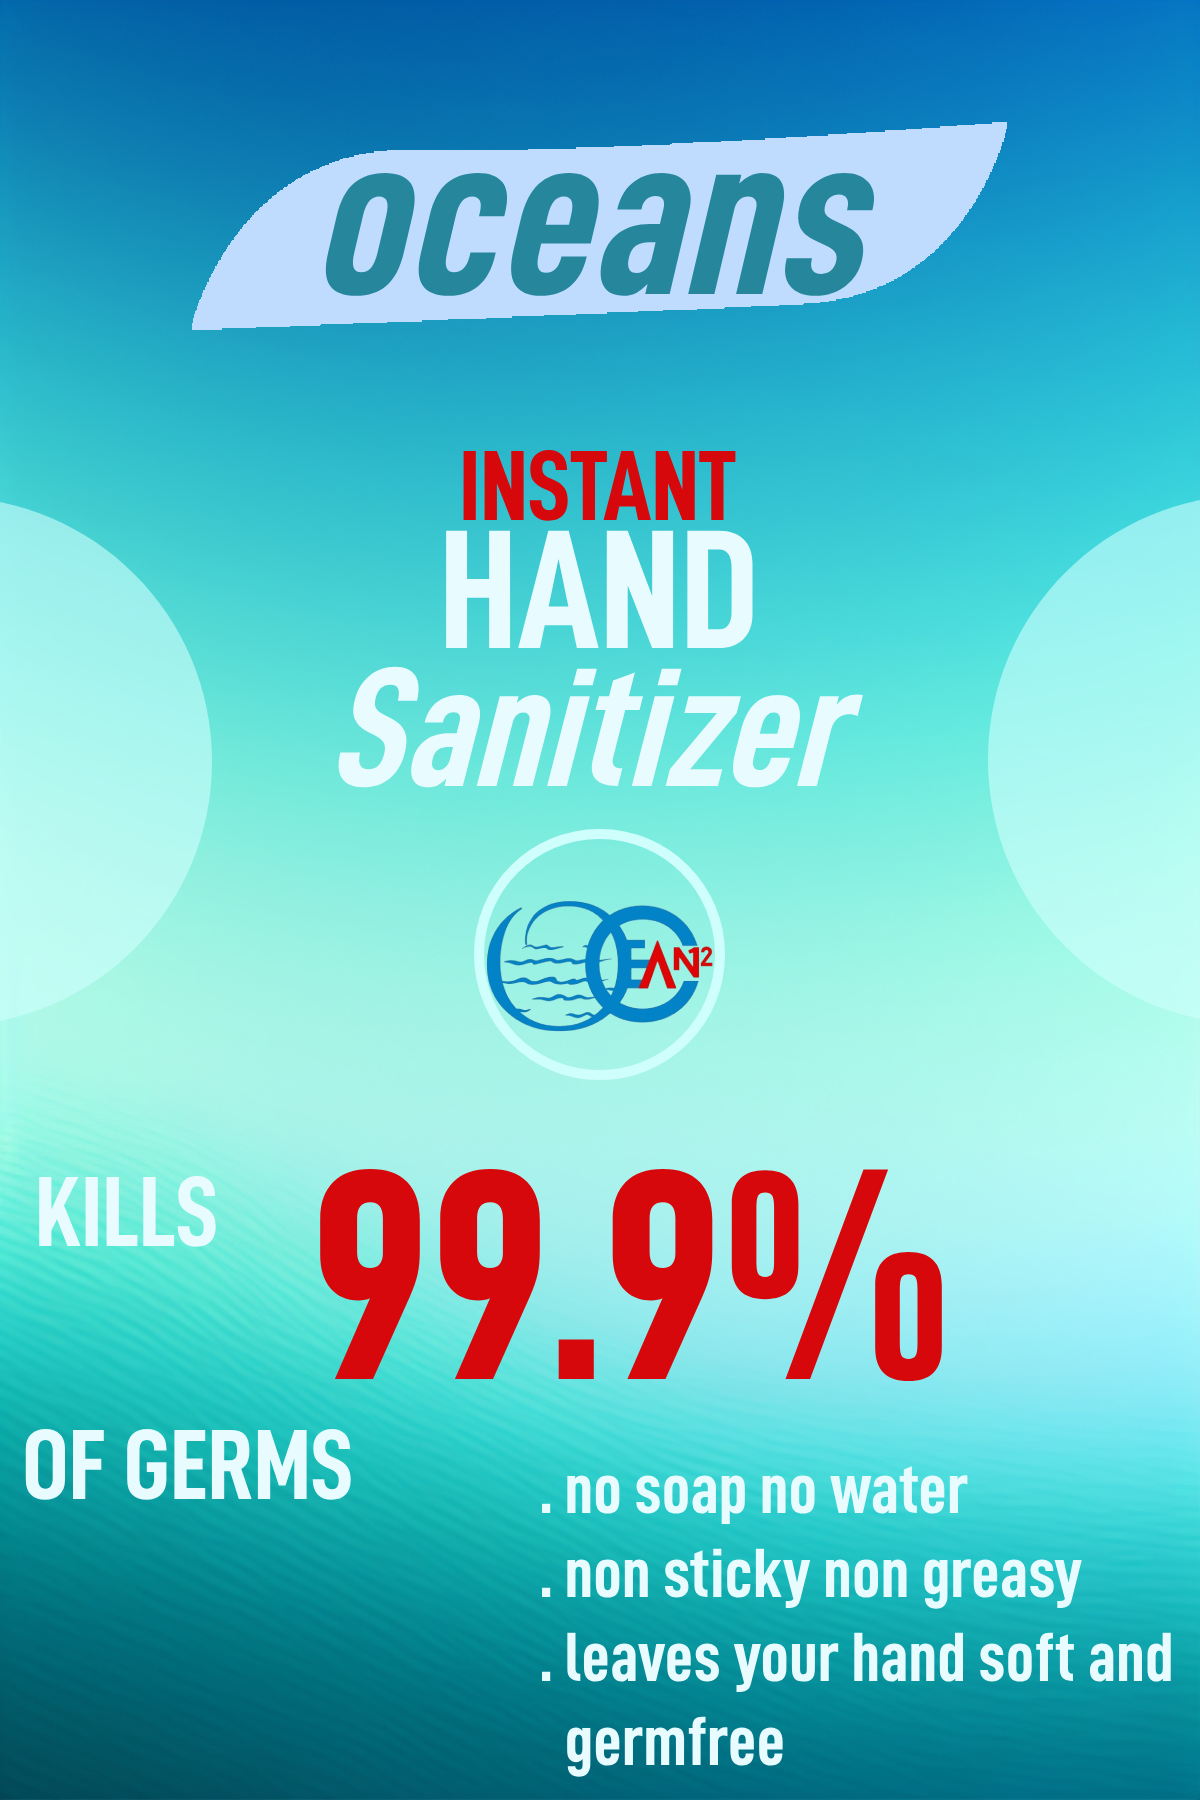 oceans
INSTANT
HAND
Sanitizer
OCEAN12
KILLS
99.9%
OF GERMS
. no soap no water
. non sticky non greasy
. leaves your hand soft and
germfree